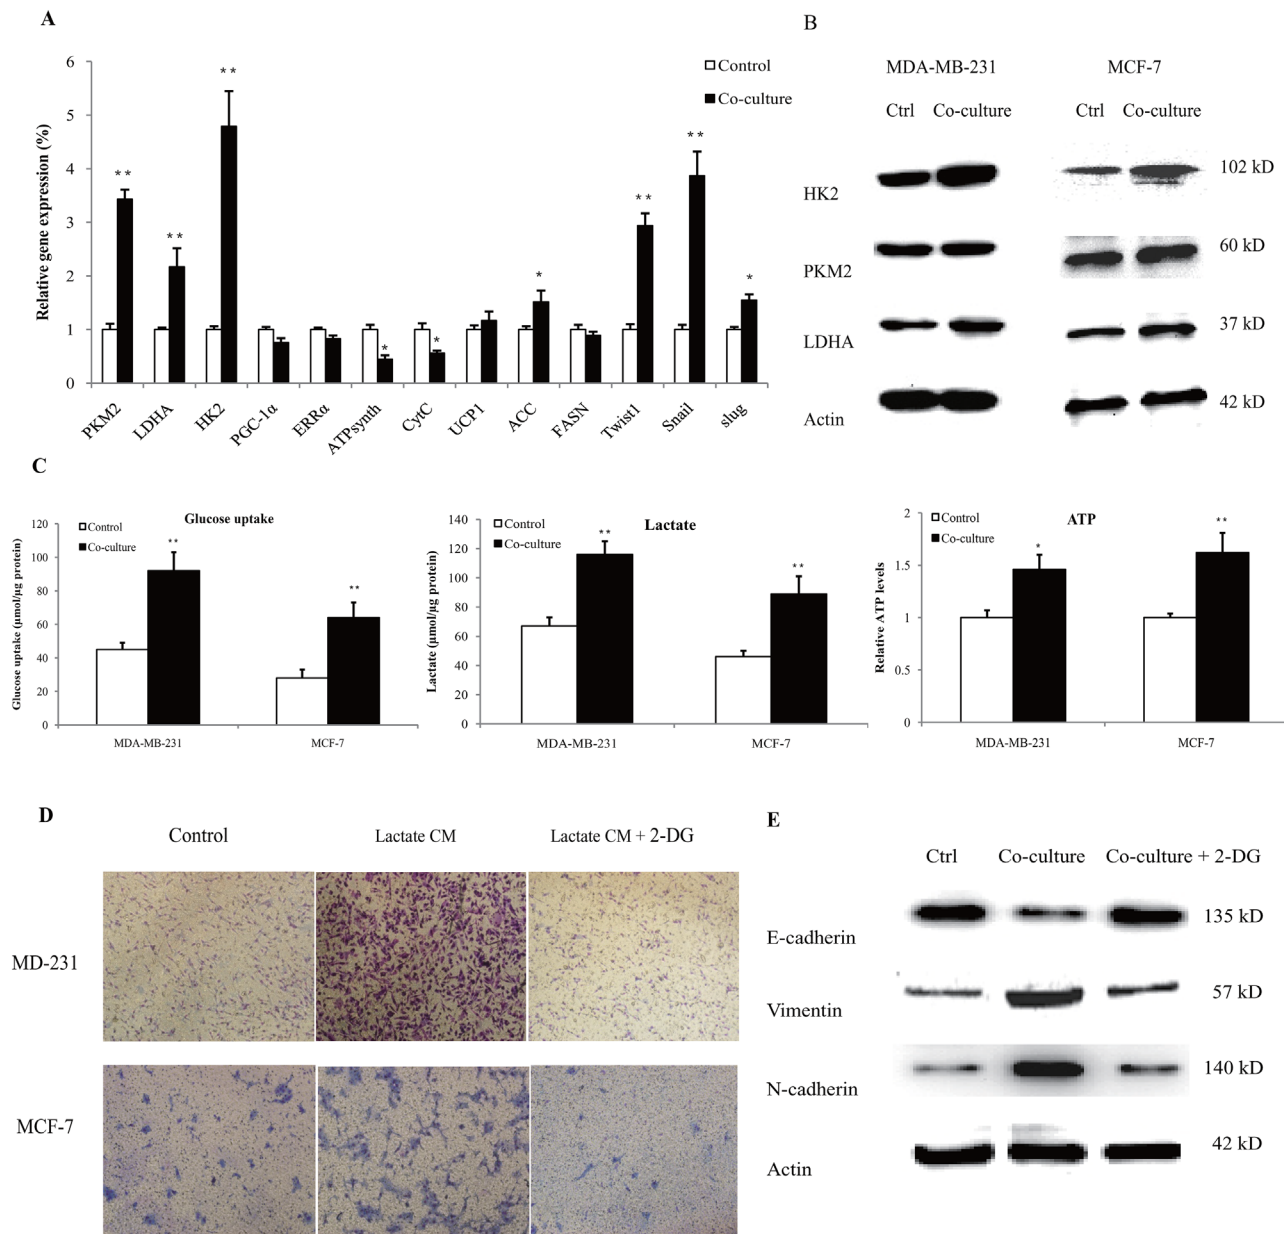 A
Relative gene expression (%)
6
5
4
3
2
1
0
** ** ** * * * ** ** *
Control
Co-culture
PKM2 LDHA HK2 PGC-1α ERRα ATPsynth CytC UCP1 ACC FASN Twist1 Snail slug
B
MDA-MB-231 MCF-7
Ctrl Co-culture Ctrl Co-culture
HK2 102 kD
PKM2 60 kD
LDHA 37 kD
Actin 42 kD
C
Glucose uptake
Control
Co-culture
Glucose uptake (μmol/μg protein)
120
100
80
60
40
20
0
** **
MDA-MB-231 MCF-7
Lactate
Control
Co-culture
Lactate (μmol/μg protein)
140
120
100
80
60
40
20
0
** **
MDA-MB-231 MCF-7
ATP
Control
Co-culture
Relative ATP levels
2
1.5
1
0.5
0
* **
MDA-MB-231 MCF-7
D
Control Lactate CM Lactate CM + 2-DG
MD-231
MCF-7
E
Ctrl Co-culture Co-culture + 2-DG
E-cadherin 135 kD
Vimentin 57 kD
N-cadherin 140 kD
Actin 42 kD